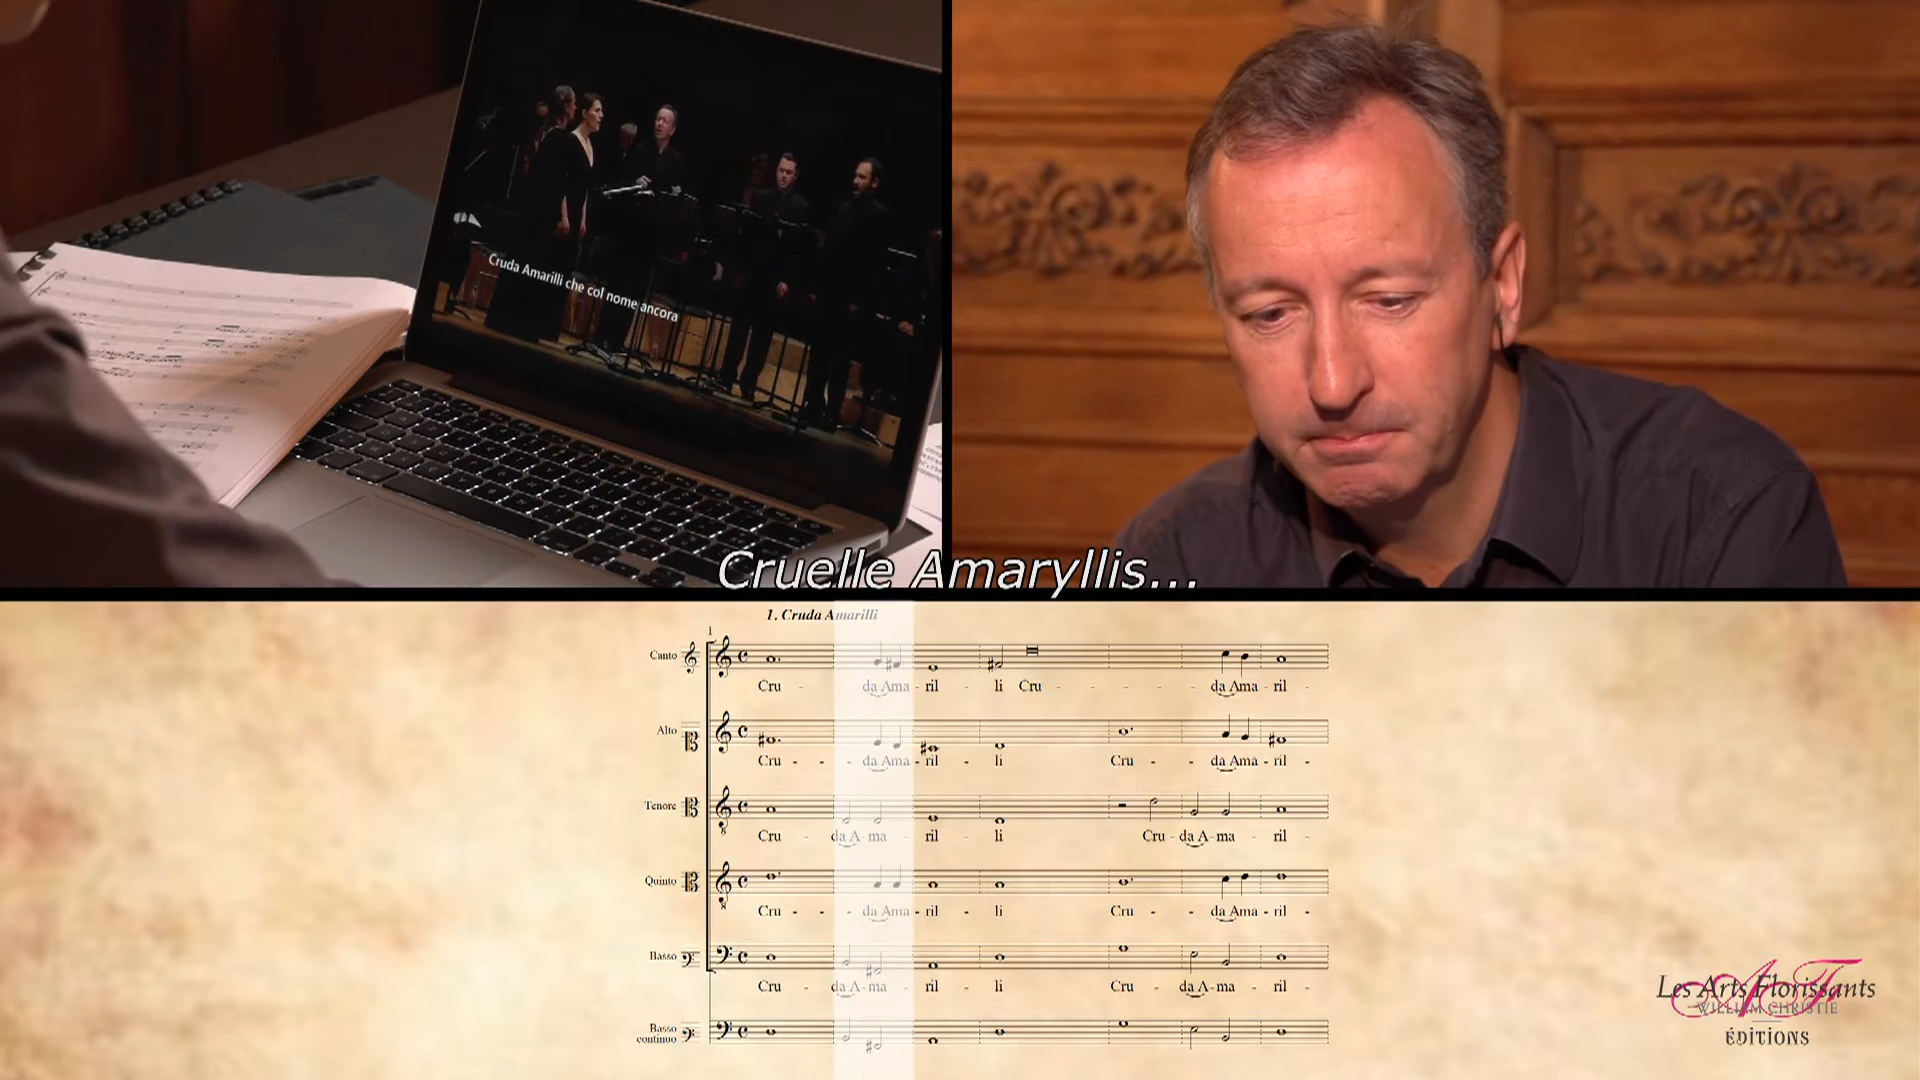 Cruda Amarilli che col nome ancora
Cruelle Amaryllis...
1. Cruda Amarilli
1
Canto
Cru - da Ama - ril - li Cru - - - - da Ama - ril -
Alto
Cru - - - da Ama - ril - li Cru - - da Ama - ril -
Tenore
8
Cru - da A - ma - ril - li Cru - da A - ma - ril -
Quinto
8
Cru - - - da Ama - ril - li Cru - - da Ama - ril -
Basso
Cru - da A - ma - ril - li Cru - da A - ma - ril -
Basso
continuo
Les Arts Florissants
WILLIAM CHRISTIE
ÉDITIONS